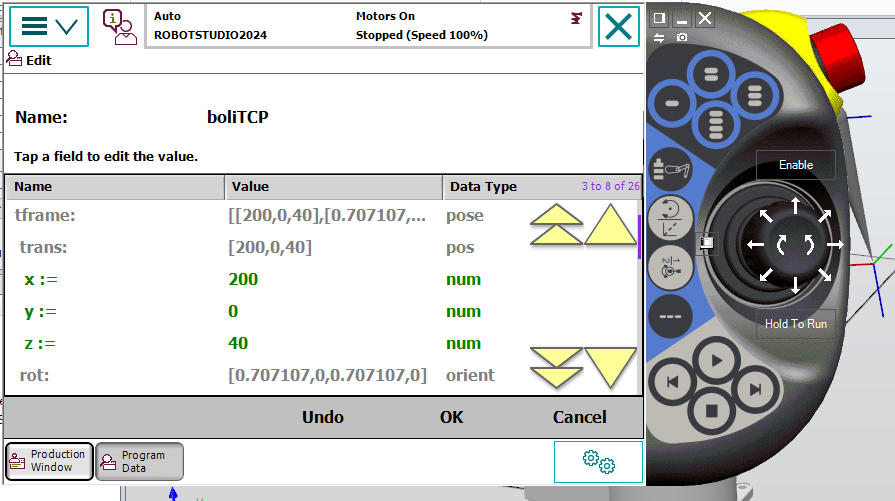 Auto Motors On
ROBOTSTUDIO2024 Stopped (Speed 100%)
Edit
Name: boliTCP
Tap a field to edit the value.
Name Value Data Type 3 to 8 of 26
tframe: [[200,0,40],[0.707107,... pose
trans: [200,0,40] pos
x := 200 num
y := 0 num
z := 40 num
rot: [0.707107,0,0.707107,0] orient
Undo OK Cancel
Production
Window
Program
Data
Enable
Hold To Run